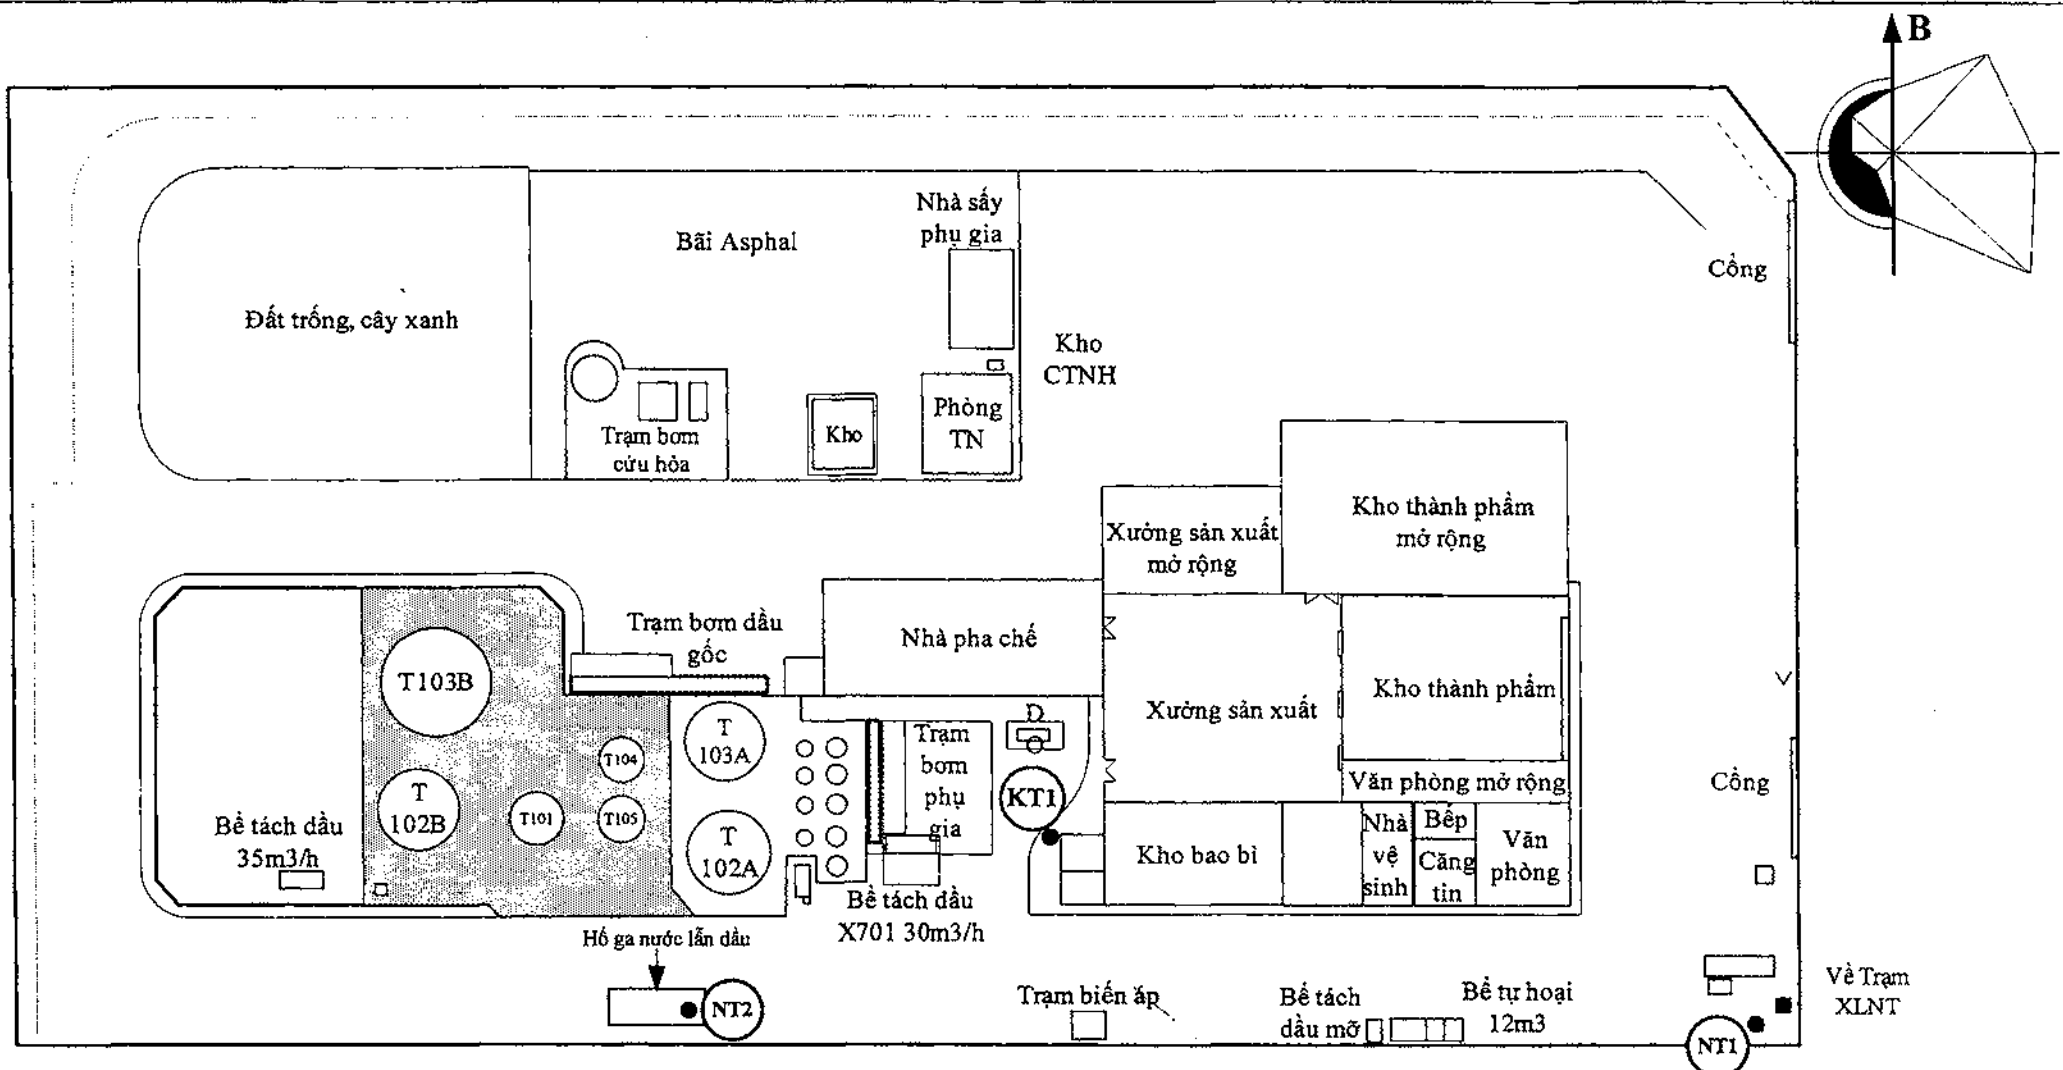 B
Nhà sấy
phụ gia
Bãi Asphal
Cổng
Đất trống, cây xanh
Kho
CTNH
Trạm bơm
cứu hỏa
Kho
Phòng
TN
Xưởng sản xuất
mở rộng
Kho thành phẩm
mở rộng
Trạm bơm dầu
gốc
Nhà pha chế
T103B
T
102B
T101
T104
T105
T
103A
T
102A
Trạm
bơm
phụ
gia
D
KT1
Xưởng sản xuất
Kho thành phẩm
Văn phòng mở rộng
Cổng
Bể tách dầu
35m3/h
Kho bao bì
Nhà
vệ
sinh
Bếp
Căng
tin
Văn
phòng
Bể tách dầu
X701 30m3/h
Hố ga nước lẫn dầu
NT2
Trạm biến áp
Bể tách
dầu mỡ
Bể tự hoại
12m3
Về Trạm
XLNT
NT1